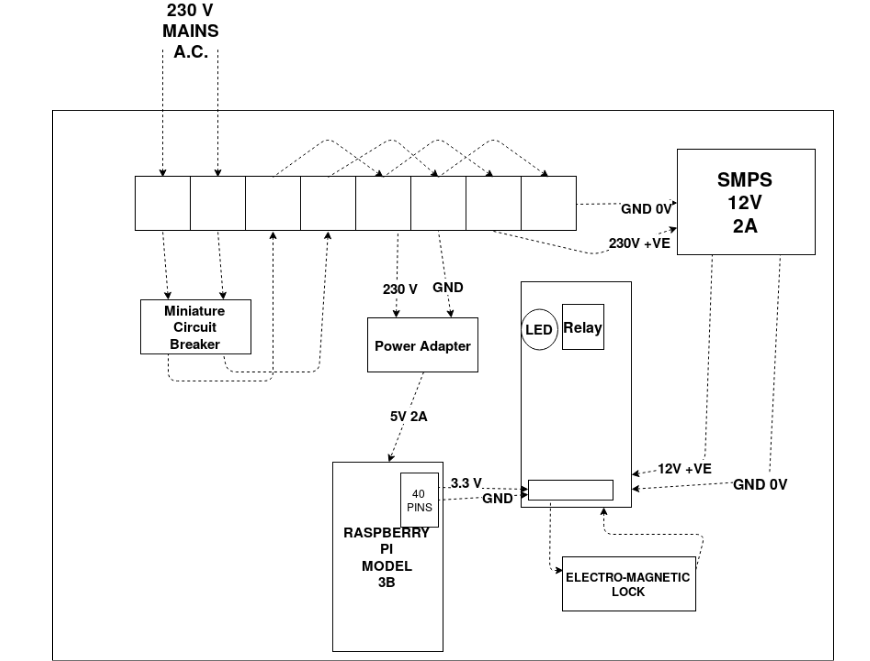 230 V
MAINS
A.C.
SMPS
12V
2A
GND 0V
230V +VE
230 V
GND
Miniature
Circuit
Breaker
Power Adapter
LED
Relay
5V 2A
12V +VE
GND 0V
3.3 V
GND
40
PINS
RASPBERRY
PI
MODEL
3B
ELECTRO-MAGNETIC
LOCK